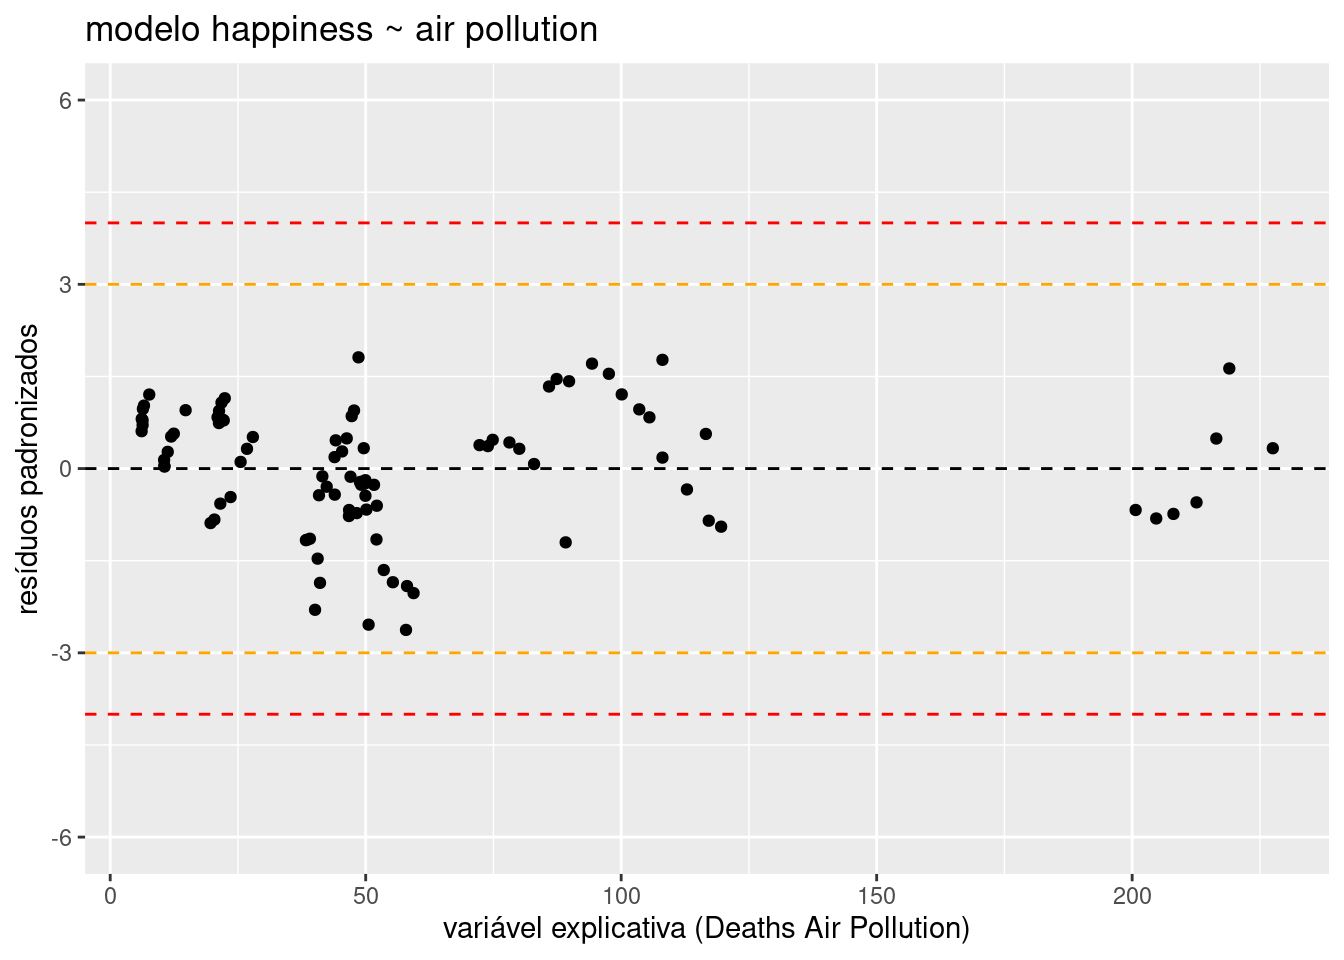 modelo happiness ~ air pollution
6
3
0
-3
-6
resíduos padronizados
0 50 100 150 200
variável explicativa (Deaths Air Pollution)